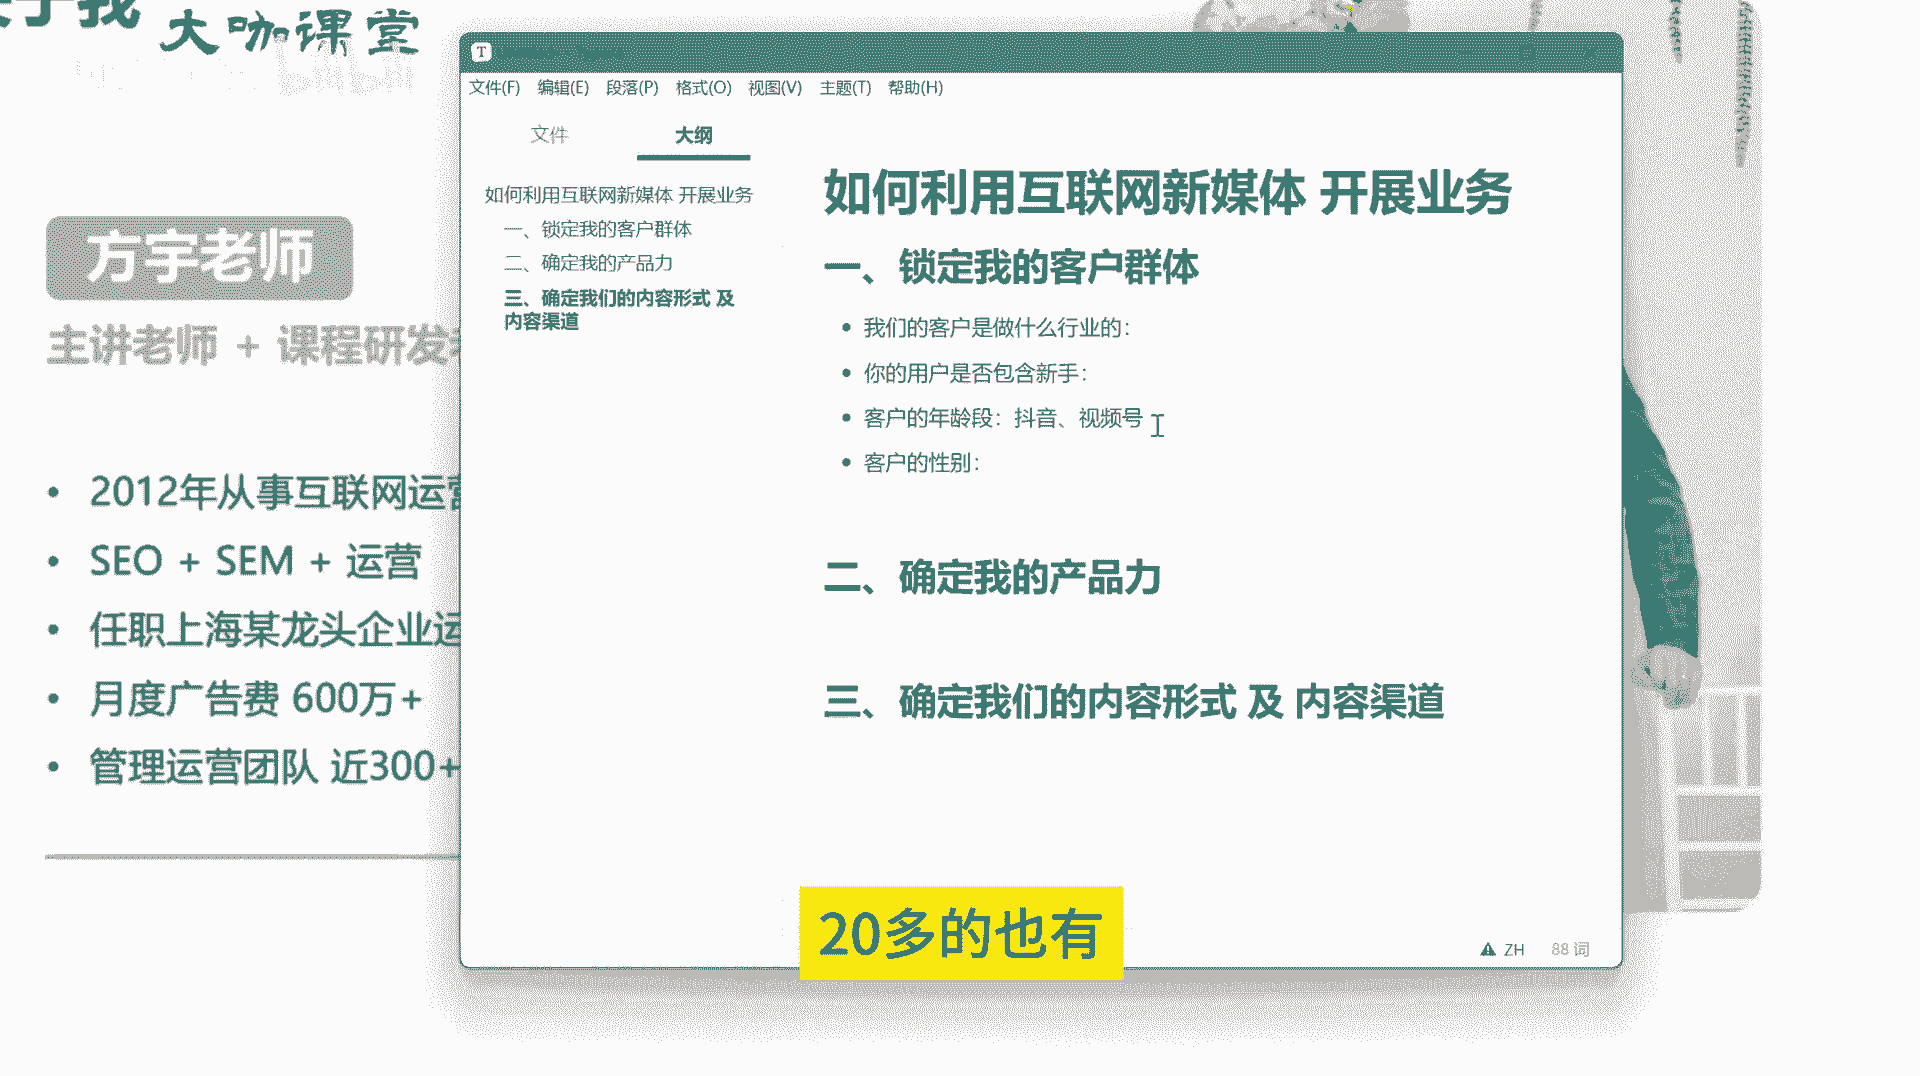 大咖课堂
bilibili
方宇老师
主讲老师 + 课程研发
• 2012年从事互联网运营
• SEO + SEM + 运营
• 任职上海某龙头企业运
• 月度广告费 600万+
• 管理运营团队 近300+
T
文件(F) 编辑(E) 段落(P) 格式(O) 视图(V) 主题(T) 帮助(H)
文件 大纲
如何利用互联网新媒体 开展业务
一、锁定我的客户群体
二、确定我的产品力
三、确定我们的内容形式 及
内容渠道
如何利用互联网新媒体 开展业务
一、锁定我的客户群体
• 我们的客户是做什么行业的：
• 你的用户是否包含新手：
• 客户的年龄段：抖音、视频号
• 客户的性别：
二、确定我的产品力
三、确定我们的内容形式 及 内容渠道
20多的也有
ZH 88 词